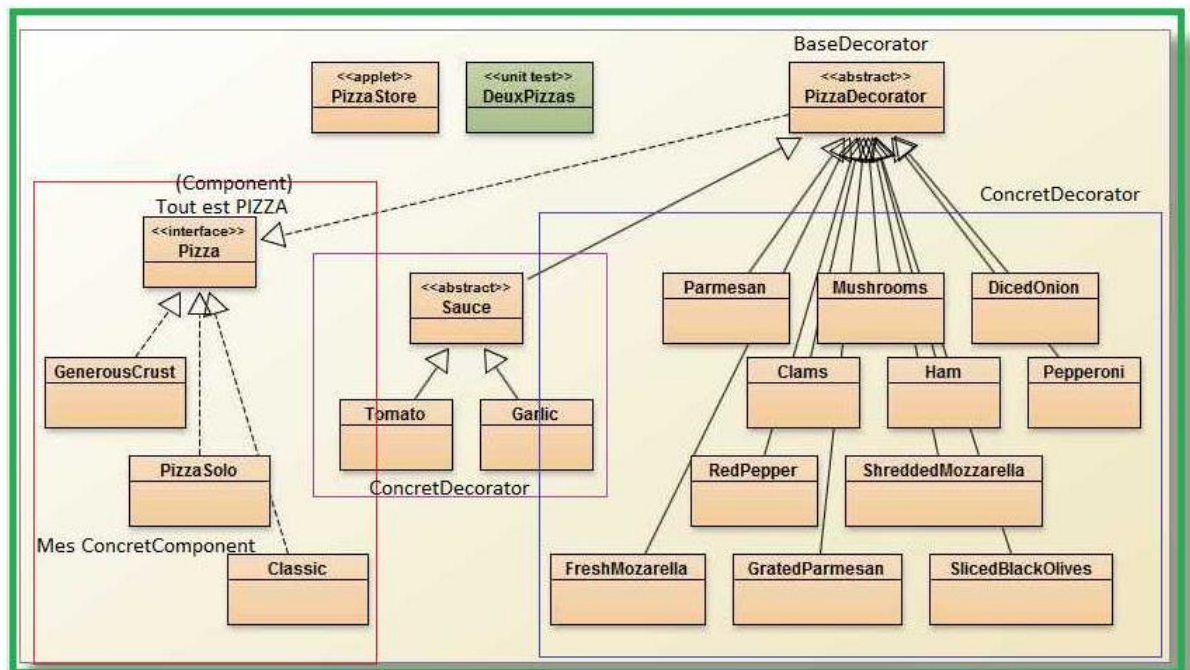 BaseDecorator
<<applet>>
PizzaStore
<<unit test>>
DeuxPizzas
<<abstract>>
PizzaDecorator
(Component)
Tout est PIZZA
<<interface>>
Pizza
ConcretDecorator
<<abstract>>
Sauce
Parmesan
Mushrooms
DicedOnion
GenerousCrust
Clams
Ham
Pepperoni
Tomato
Garlic
PizzaSolo
RedPepper
ShreddedMozzarella
ConcretDecorator
Mes ConcretComponent
Classic
FreshMozarella
GratedParmesan
SlicedBlackOlives